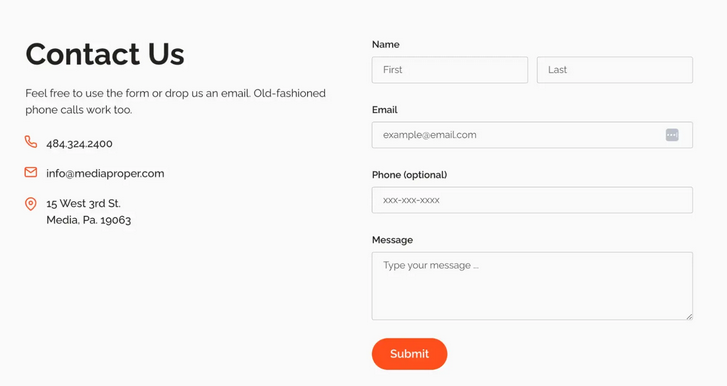 Contact Us
Feel free to use the form or drop us an email. Old-fashioned
phone calls work too.
484.324.2400
info@mediaproper.com
15 West 3rd St.
Media, Pa. 19063
Name
First
Last
Email
example@email.com
Phone (optional)
xxx-xxx-xxxx
Message
Type your message ...
Submit